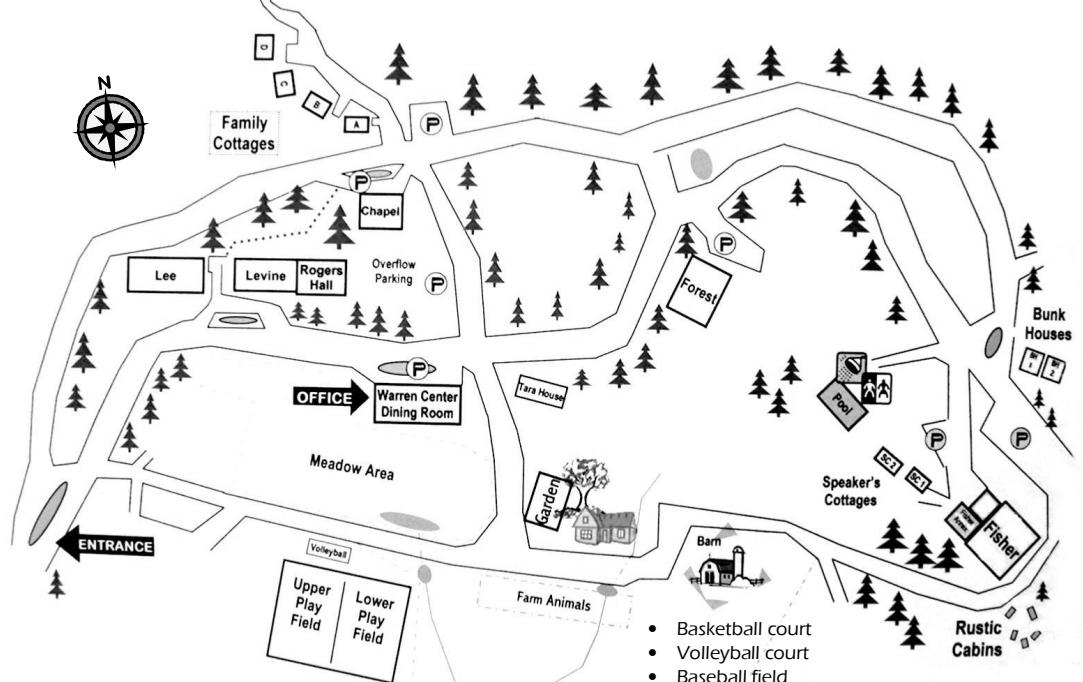 N
D
C
B
A
Family
Cottages
P
P
Chapel
Lee
Levine
Rogers
Hall
Overflow
Parking
P
P
Forest
Bunk
Houses
BH
1
BH
2
P
OFFICE
Warren Center
Dining Room
Tara House
Pool
P
P
Meadow Area
Garden
SC 2
SC 1
Speaker's
Cottages
Fisher
Annex
Fisher
ENTRANCE
Volleyball
Upper
Play
Field
Lower
Play
Field
Farm Animals
Barn
Rustic
Cabins
• Basketball court
• Volleyball court
• Baseball field